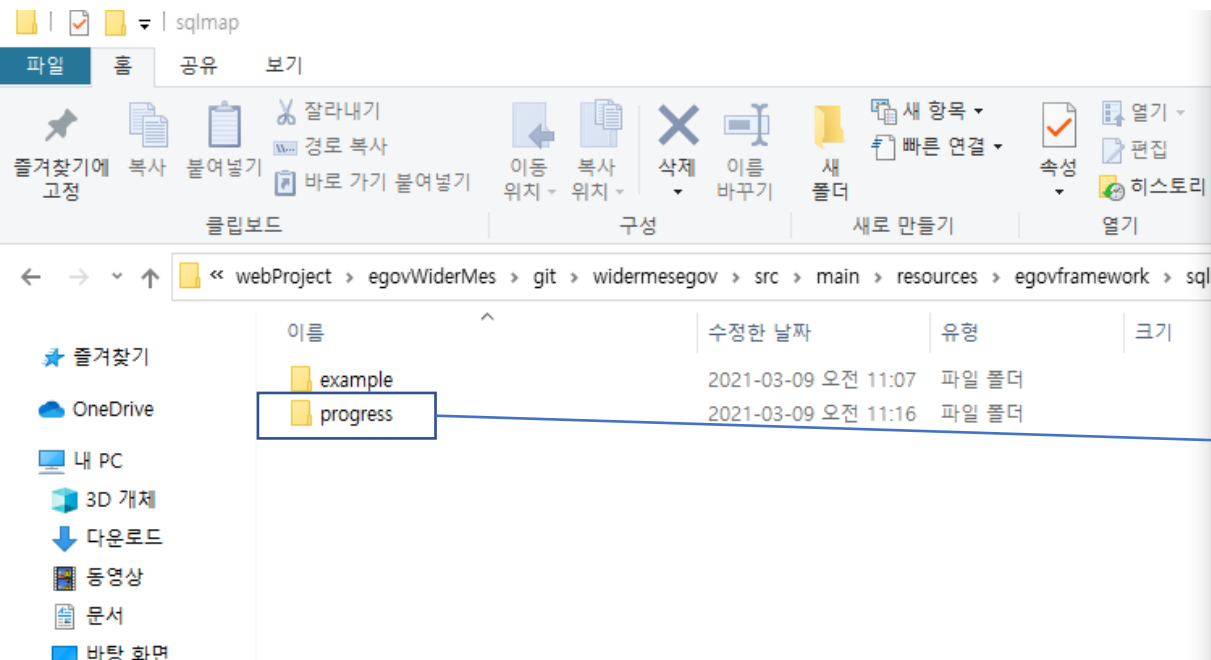 sqlmap
파일 홈 공유 보기
즐겨찾기에 고정
복사
붙여넣기
잘라내기
경로 복사
바로 가기 붙여넣기
이동 위치
복사 위치
삭제
이름 바꾸기
새 폴더
새 항목
빠른 연결
속성
열기
편집
히스토리
클립보드 구성 새로 만들기 열기
« webProject > egovWiderMes > git > widermesegov > src > main > resources > egovframework > sql
이름 수정한 날짜 유형 크기
즐겨찾기
OneDrive
내 PC
3D 개체
다운로드
동영상
문서
바탕 화면
example 2021-03-09 오전 11:07 파일 폴더
progress 2021-03-09 오전 11:16 파일 폴더